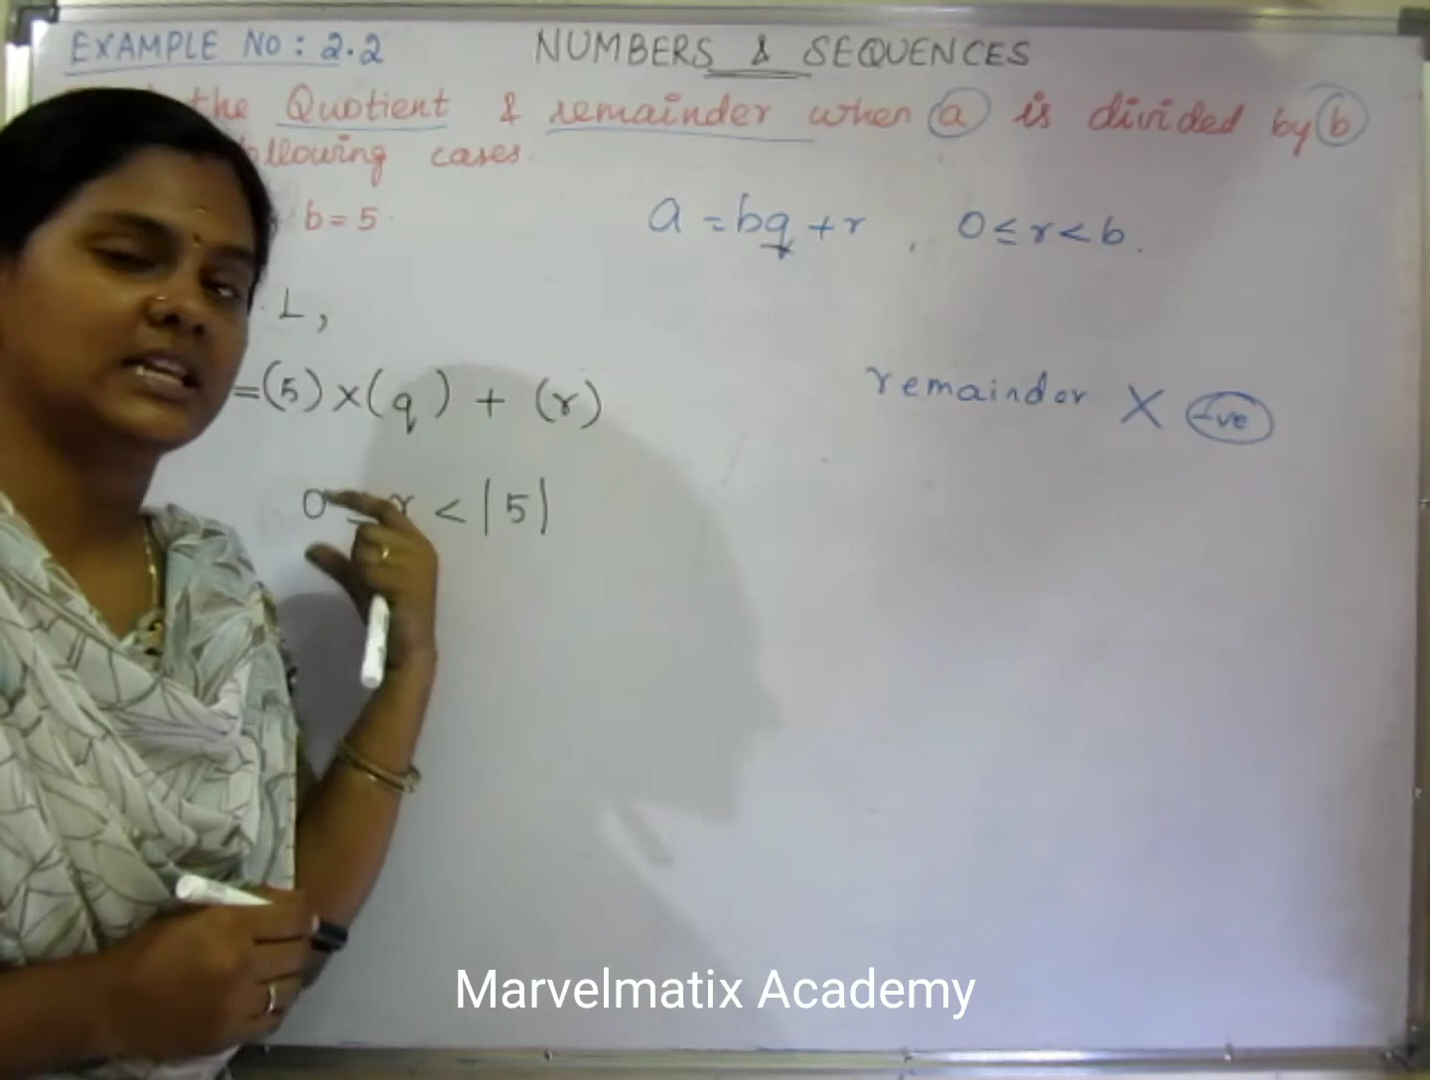 EXAMPLE NO: 2.2
NUMBERS & SEQUENCES
the Quotient & remainder when a is divided by b
following cases.
b = 5.
a = bq + r , 0 ≤ r < b.
L,
= (5) × (q) + (r)
remainder × -ve
0 ≤ r < |5|
Marvelmatix Academy